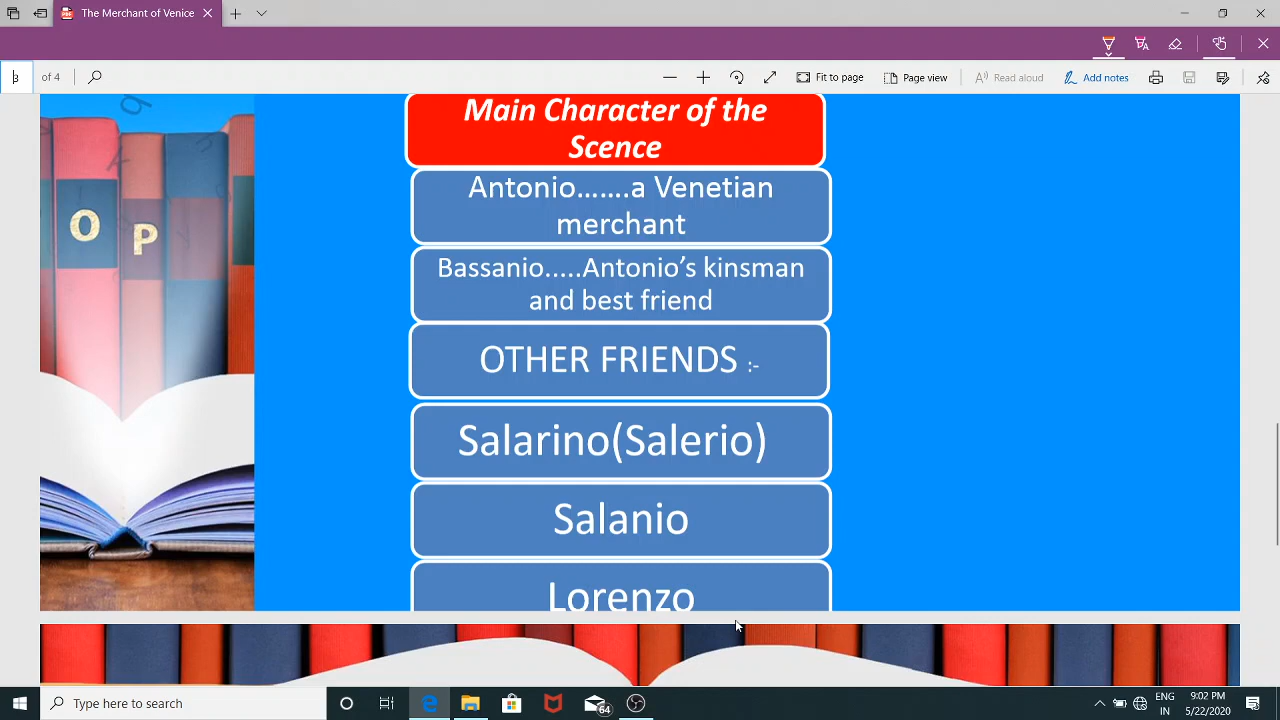 The Merchant of Venice
3 of 4
Fit to page
Page view
Read aloud
Add notes
Main Character of the
Scence
O
P
Antonio…….a Venetian
merchant
Bassanio.....Antonio’s kinsman
and best friend
OTHER FRIENDS :-
Salarino(Salerio)
Salanio
Lorenzo
Type here to search
64
ENG
IN
9:02 PM
5/22/2020